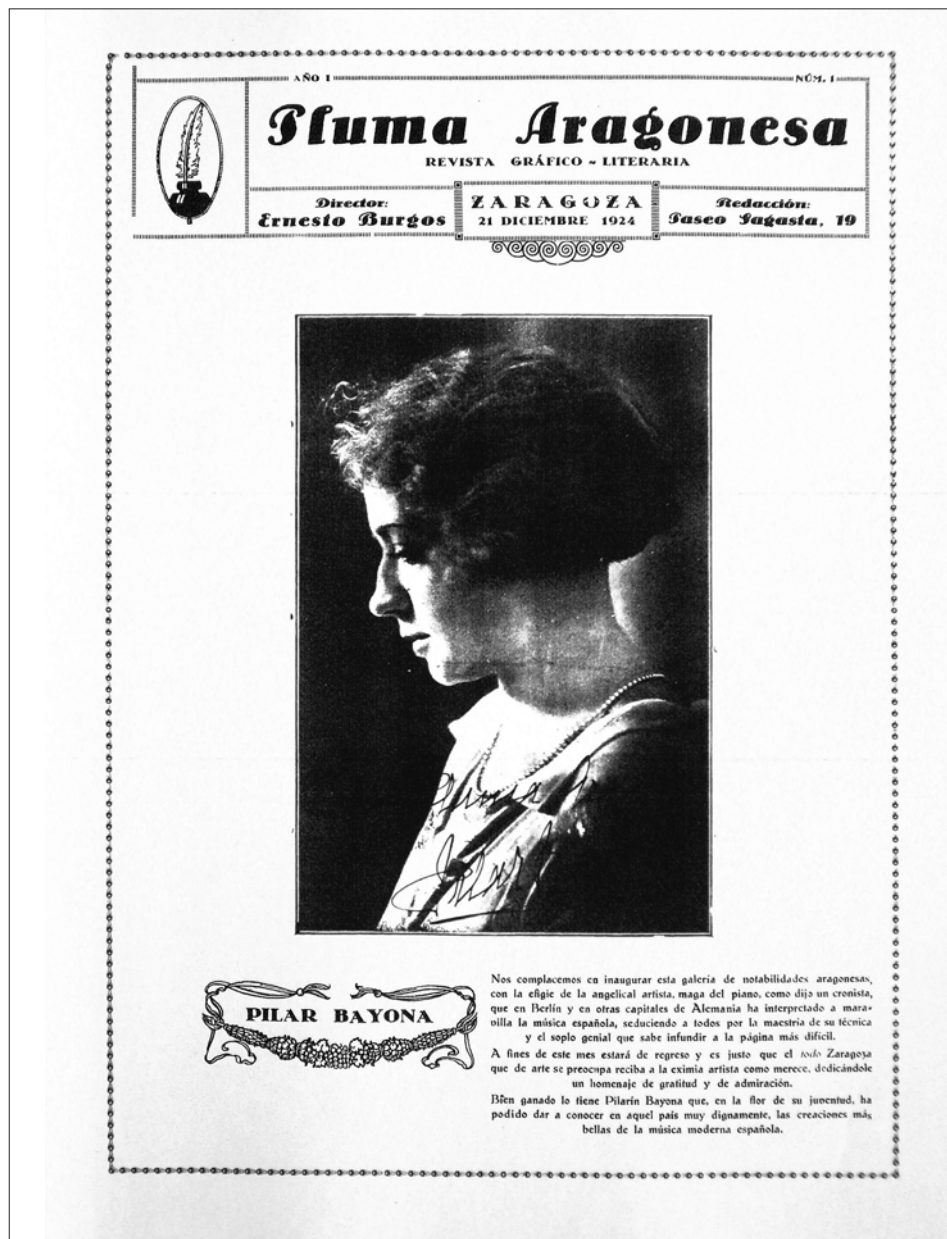 AÑO I
NÚM. 1
Pluma Aragonesa
REVISTA GRÁFICO - LITERARIA
Director:
Ernesto Burgos
ZARAGOZA
21 DICIEMBRE 1924
Redacción:
Paseo Sagasta, 19
Pilar
PILAR BAYONA
Nos complacemos en inaugurar esta galería de notabilidades aragonesas,
con la efigie de la angelical artista, maga del piano, como dijo un cronista,
que en Berlín y en otras capitales de Alemania ha interpretado a mara-
villa la música española, seduciendo a todos por la maestría de su técnica
y el soplo genial que sabe infundir a la página más difícil.
A fines de este mes estará de regreso y es justo que el todo Zaragoza
que de arte se preocupa reciba a la eximia artista como merece, dedicándole
un homenaje de gratitud y de admiración.
Bien ganado lo tiene Pilarín Bayona que, en la flor de su juventud, ha
podido dar a conocer en aquel país muy dignamente, las creaciones más
bellas de la música moderna española.